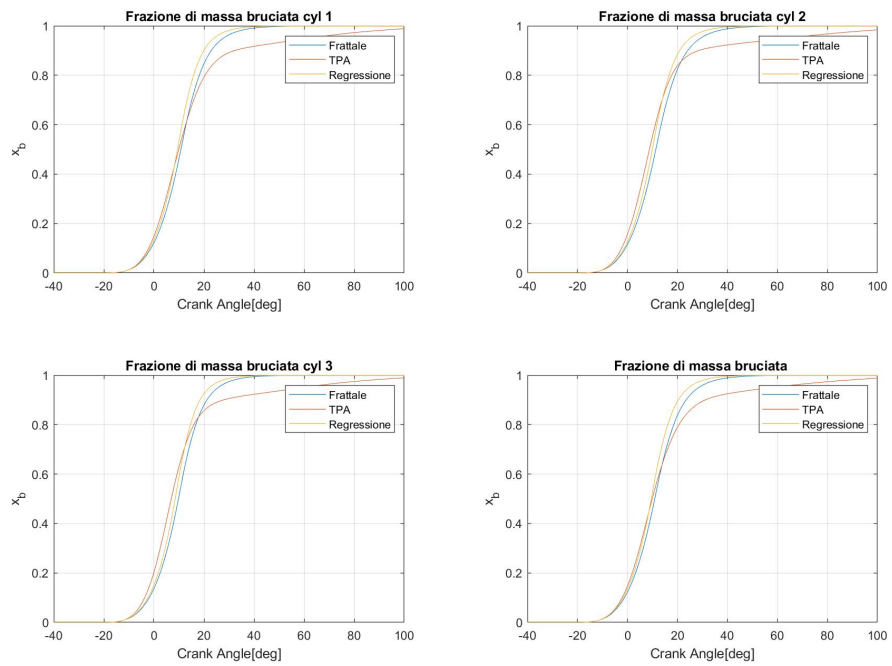 Frazione di massa bruciata cyl 1
1
0.8
0.6
0.4
0.2
0
x_b
-40 -20 0 20 40 60 80 100
Crank Angle[deg]
Frattale
TPA
Regressione
Frazione di massa bruciata cyl 2
1
0.8
0.6
0.4
0.2
0
x_b
-40 -20 0 20 40 60 80 100
Crank Angle[deg]
Frattale
TPA
Regressione
Frazione di massa bruciata cyl 3
1
0.8
0.6
0.4
0.2
0
x_b
-40 -20 0 20 40 60 80 100
Crank Angle[deg]
Frattale
TPA
Regressione
Frazione di massa bruciata
1
0.8
0.6
0.4
0.2
0
x_b
-40 -20 0 20 40 60 80 100
Crank Angle[deg]
Frattale
TPA
Regressione